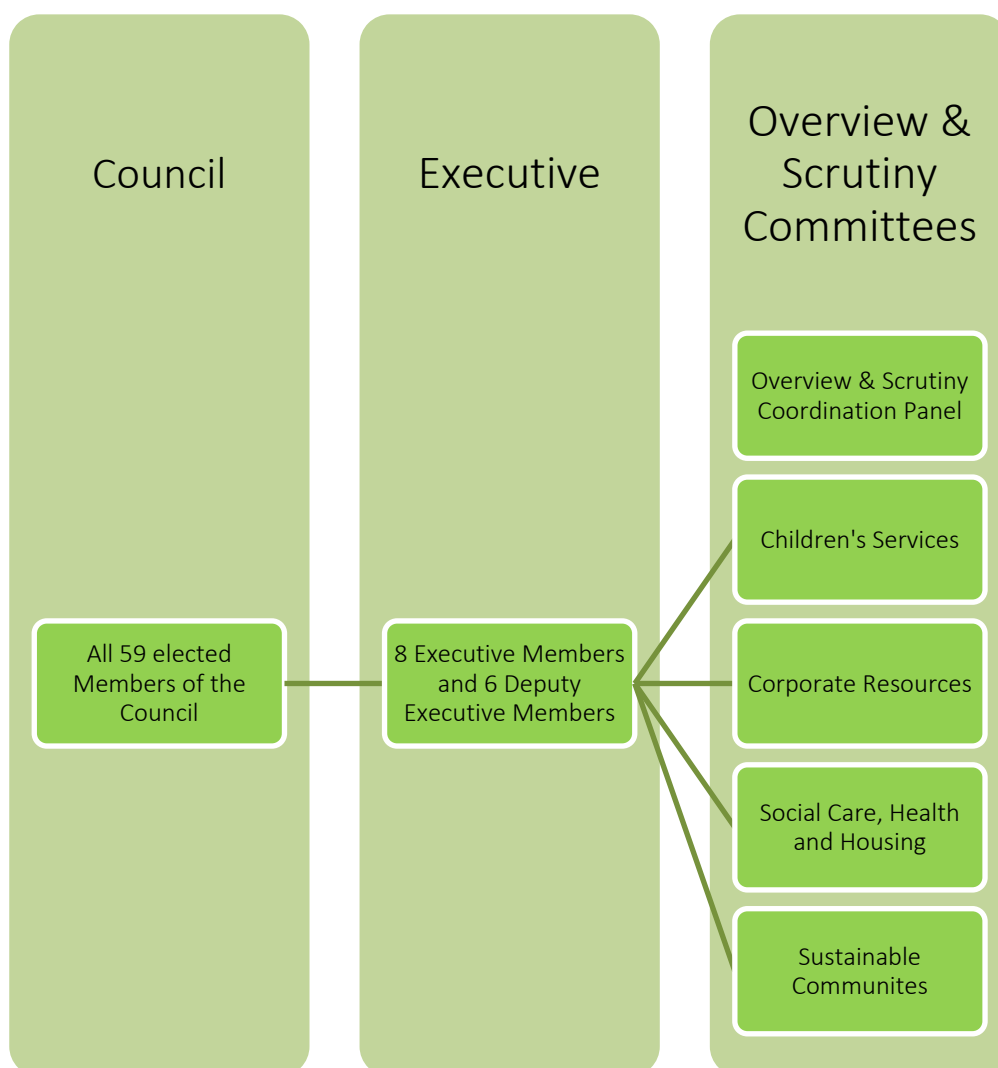 Council
Executive
Overview &
Scrutiny
Committees
All 59 elected
Members of the
Council
8 Executive Members
and 6 Deputy
Executive Members
Overview & Scrutiny
Coordination Panel
Children's Services
Corporate Resources
Social Care, Health
and Housing
Sustainable
Communites